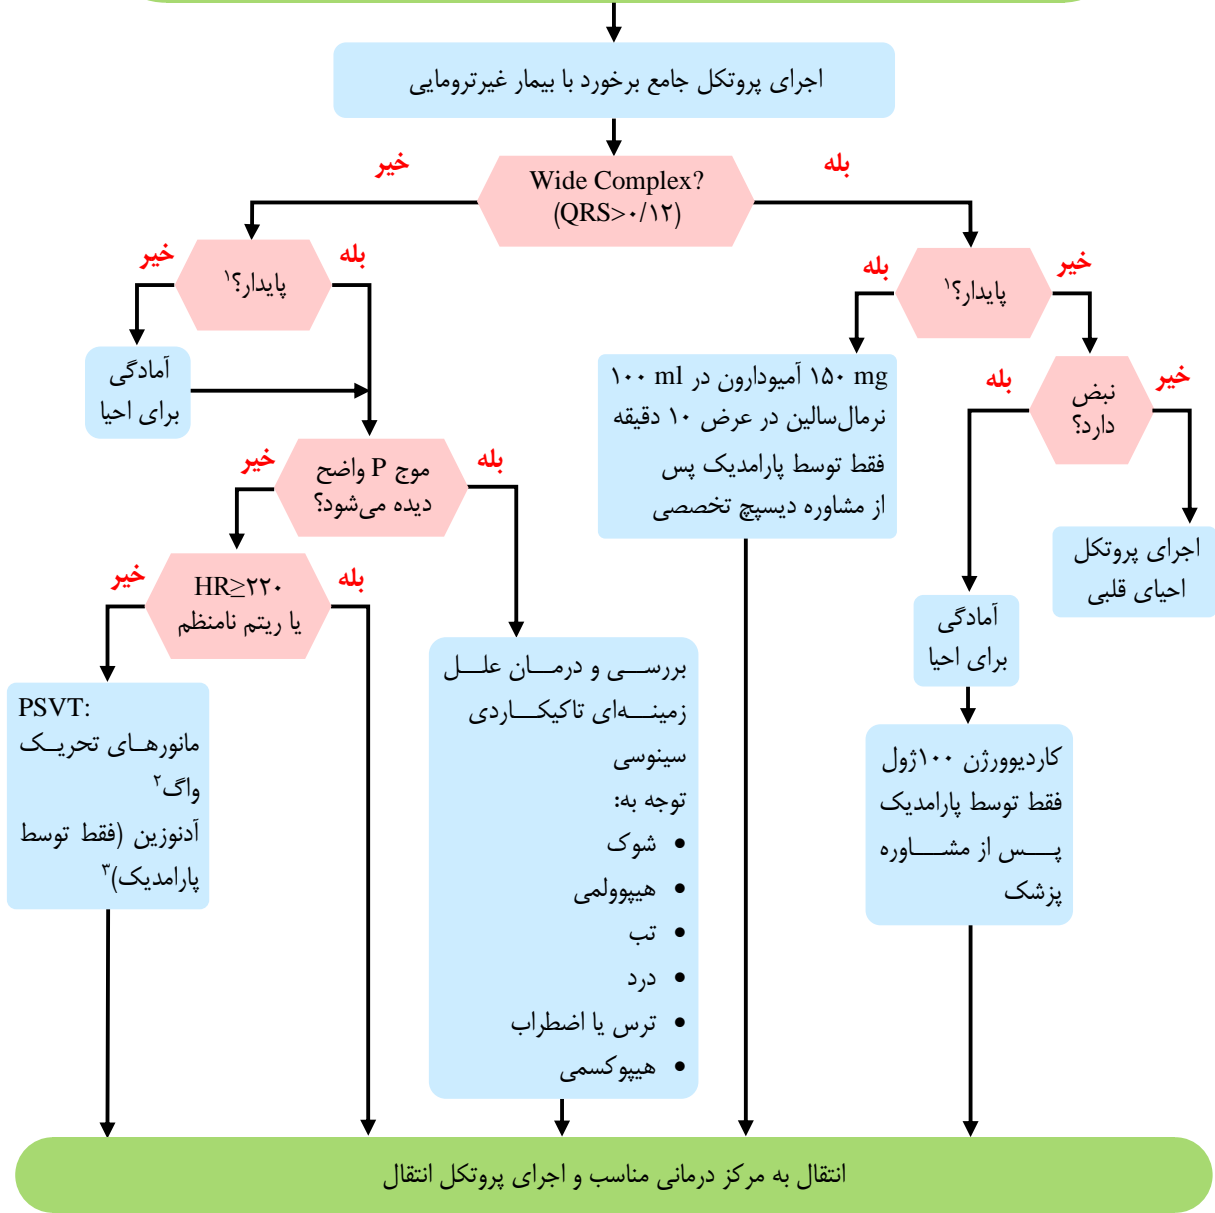 اجرای پروتکل جامع برخورد با بیمار غیرترومایی
خیر
بله
Wide Complex?
(QRS>۰/۱۲)
خیر
بله
پایدار؟۱
بله
خیر
پایدار؟۱
آمادگی
برای احیا
۱۵۰ mg آمیودارون در ۱۰۰ ml
نرمال‌سالین در عرض ۱۰ دقیقه
فقط توسط پارامدیک پس
از مشاوره دیسپچ تخصصی
بله
خیر
نبض
دارد؟
خیر
بله
موج P واضح
دیده می‌شود؟
اجرای پروتکل
احیای قلبی
خیر
بله
HR≥۲۲۰
یا ریتم نامنظم
آمادگی
برای احیا
PSVT:
مانورهای تحریک
واگ۲
آدنوزین (فقط توسط
پارامدیک)۳
بررسی و درمان علل
زمینه‌ای تاکیکاردی
سینوسی
توجه به:
• شوک
• هیپوولمی
• تب
• درد
• ترس یا اضطراب
• هیپوکسمی
کاردیوورژن ۱۰۰ژول
فقط توسط پارامدیک
پس از مشاوره
پزشک
انتقال به مرکز درمانی مناسب و اجرای پروتکل انتقال